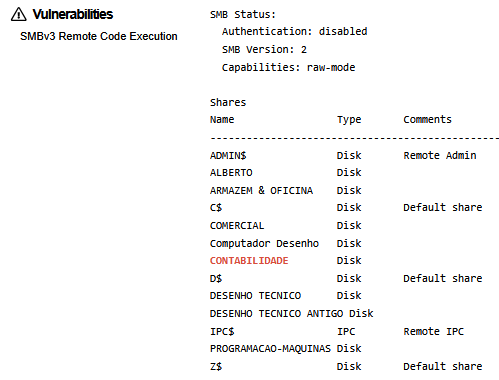 Vulnerabilities
SMBv3 Remote Code Execution
SMB Status:
Authentication: disabled
SMB Version: 2
Capabilities: raw-mode
Shares
Name Type Comments
------------------------------------------------
ADMIN$ Disk Remote Admin
ALBERTO Disk
ARMAZEM & OFICINA Disk
C$ Disk Default share
COMERCIAL Disk
Computador Desenho Disk
CONTABILIDADE Disk
D$ Disk Default share
DESENHO TECNICO Disk
DESENHO TECNICO ANTIGO Disk
IPC$ IPC Remote IPC
PROGRAMACAO-MAQUINAS Disk
Z$ Disk Default share